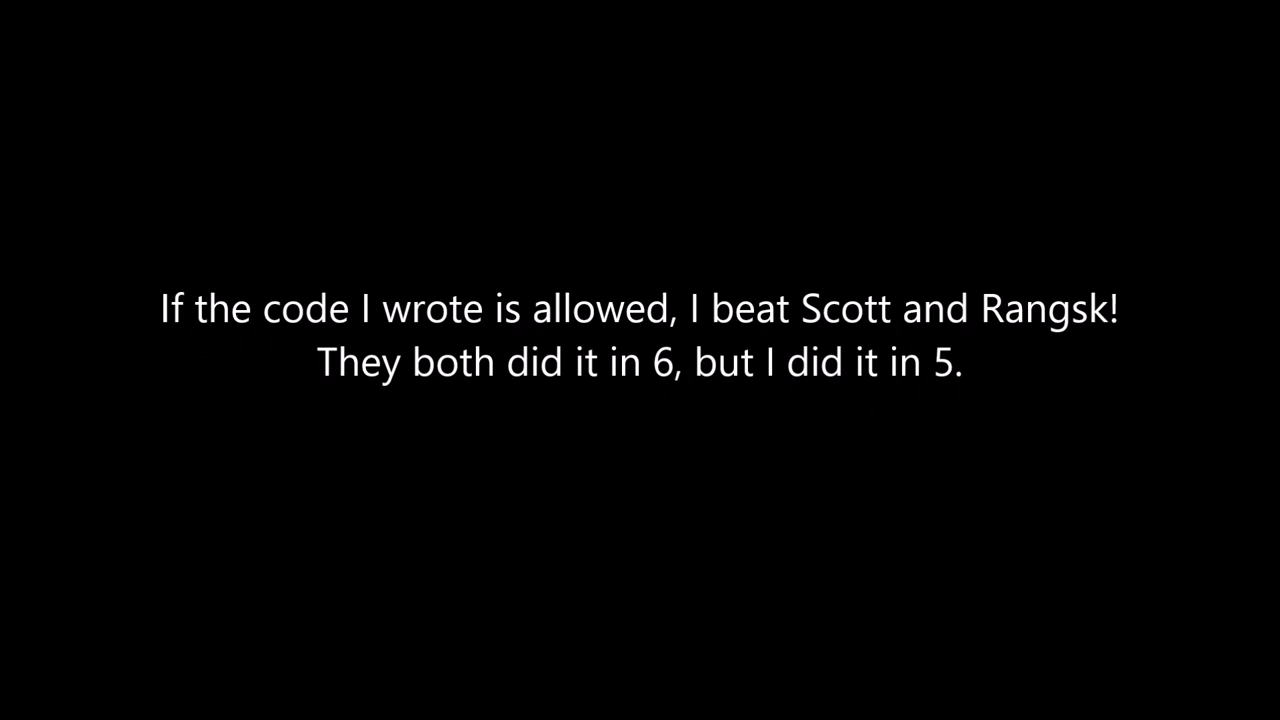 If the code I wrote is allowed, I beat Scott and Rangsk!
They both did it in 6, but I did it in 5.